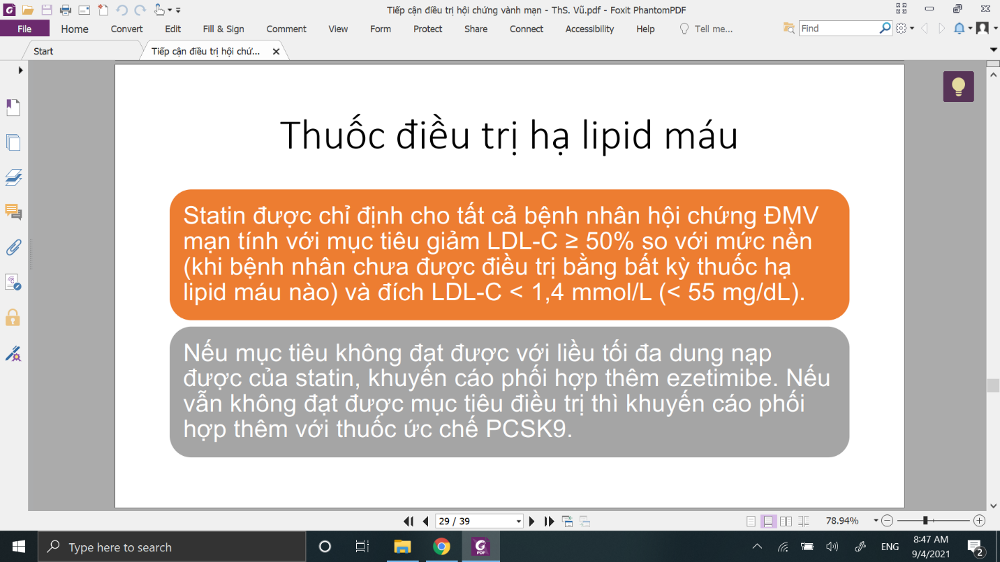 Tiếp cận điều trị hội chứng vành mạn - ThS. Vũ.pdf - Foxit PhantomPDF
File Home Convert Edit Fill & Sign Comment View Form Protect Share Connect Accessibility Help Tell me... Find
Start Tiếp cận điều trị hội chứ...
Thuốc điều trị hạ lipid máu
Statin được chỉ định cho tất cả bệnh nhân hội chứng ĐMV
mạn tính với mục tiêu giảm LDL-C ≥ 50% so với mức nền
(khi bệnh nhân chưa được điều trị bằng bất kỳ thuốc hạ
lipid máu nào) và đích LDL-C < 1,4 mmol/L (< 55 mg/dL).
Nếu mục tiêu không đạt được với liều tối đa dung nạp
được của statin, khuyến cáo phối hợp thêm ezetimibe. Nếu
vẫn không đạt được mục tiêu điều trị thì khuyến cáo phối
hợp thêm với thuốc ức chế PCSK9.
29 / 39 78.94%
Type here to search ENG 8:47 AM
9/4/2021 2